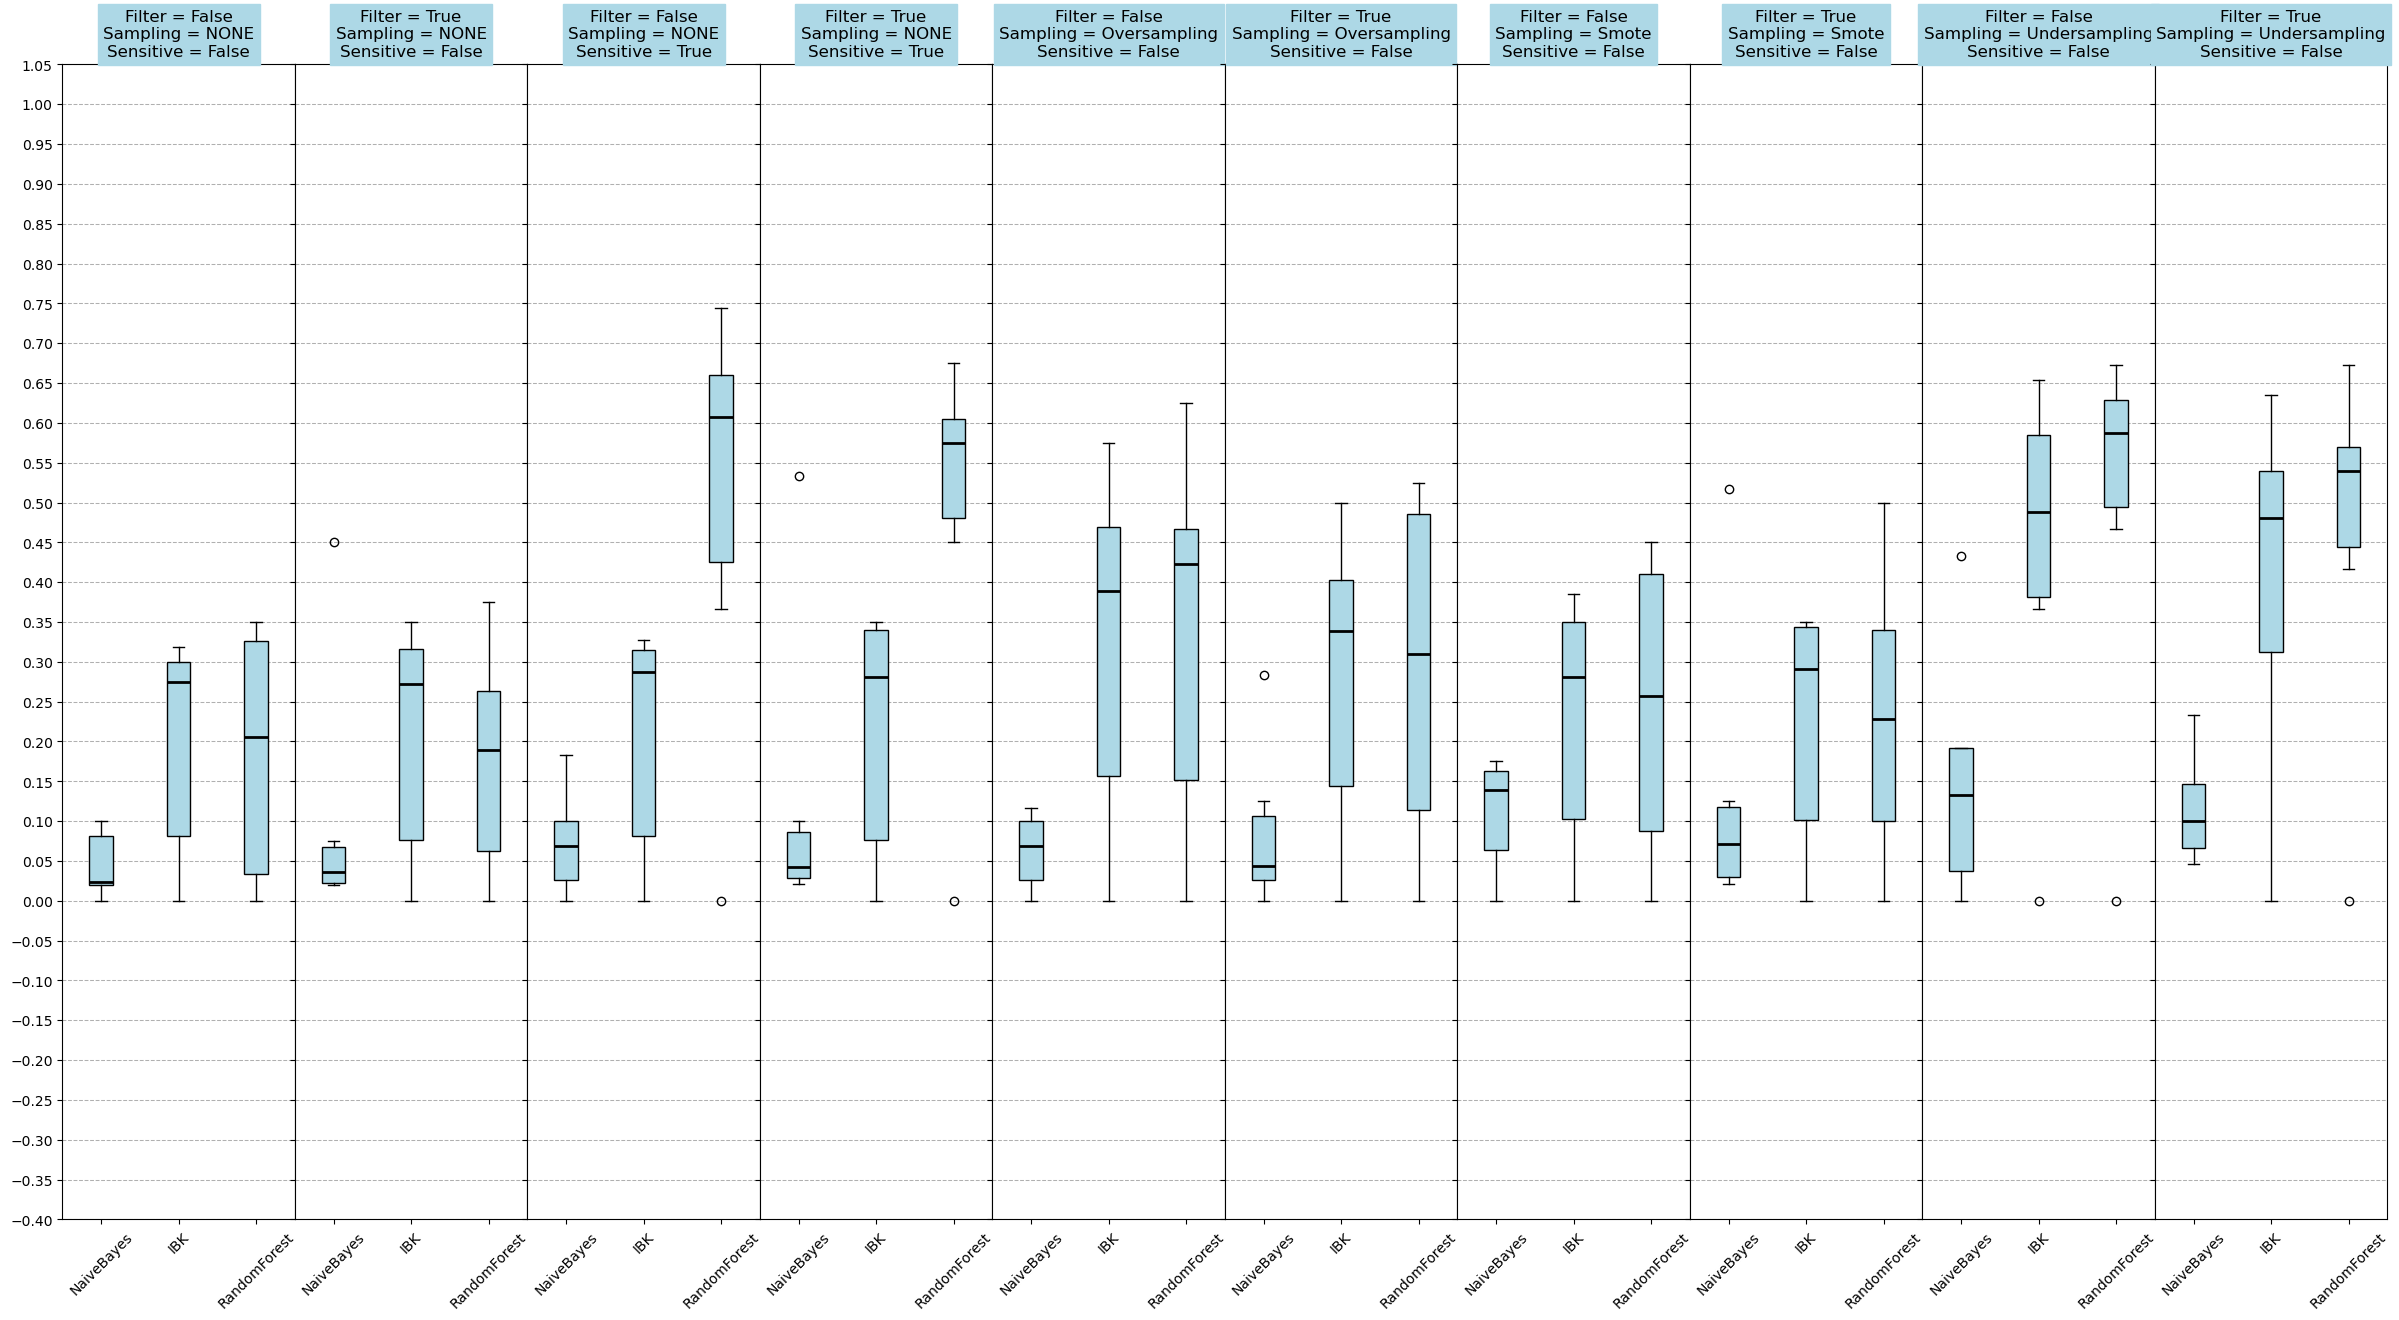 Filter = False
Sampling = NONE
Sensitive = False
Filter = True
Sampling = NONE
Sensitive = False
Filter = False
Sampling = NONE
Sensitive = True
Filter = True
Sampling = NONE
Sensitive = True
Filter = False
Sampling = Oversampling
Sensitive = False
Filter = True
Sampling = Oversampling
Sensitive = False
Filter = False
Sampling = Smote
Sensitive = False
Filter = True
Sampling = Smote
Sensitive = False
Filter = False
Sampling = Undersampling
Sensitive = False
Filter = True
Sampling = Undersampling
Sensitive = False
1.05
1.00
0.95
0.90
0.85
0.80
0.75
0.70
0.65
0.60
0.55
0.50
0.45
0.40
0.35
0.30
0.25
0.20
0.15
0.10
0.05
0.00
−0.05
−0.10
−0.15
−0.20
−0.25
−0.30
−0.35
−0.40
NaiveBayes
IBK
RandomForest
NaiveBayes
IBK
RandomForest
NaiveBayes
IBK
RandomForest
NaiveBayes
IBK
RandomForest
NaiveBayes
IBK
RandomForest
NaiveBayes
IBK
RandomForest
NaiveBayes
IBK
RandomForest
NaiveBayes
IBK
RandomForest
NaiveBayes
IBK
RandomForest
NaiveBayes
IBK
RandomForest